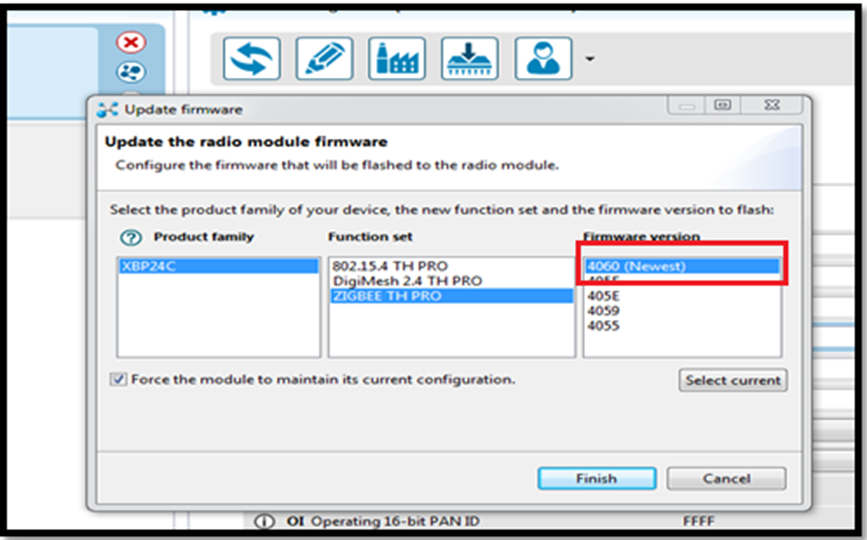 Update firmware
Update the radio module firmware
Configure the firmware that will be flashed to the radio module.
Select the product family of your device, the new function set and the firmware version to flash:
Product family Function set Firmware version
XBP24C
802.15.4 TH PRO
DigiMesh 2.4 TH PRO
ZIGBEE TH PRO
4060 (Newest)
405F
405E
4059
4055
Force the module to maintain its current configuration.
Select current
Finish Cancel
OI Operating 16-bit PAN ID FFFF